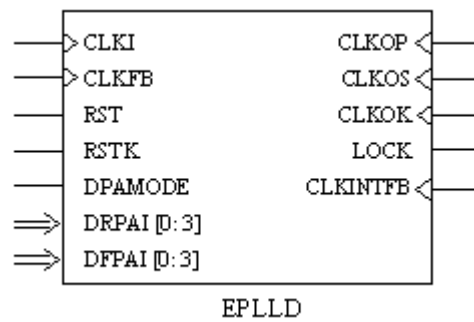 CLKI CLKOP
CLKFB CLKOS
RST CLKOK
RSTK LOCK
DPAMODE CLKINTFB
DRPAI [0:3]
DFPAI [0:3]
EPLLD